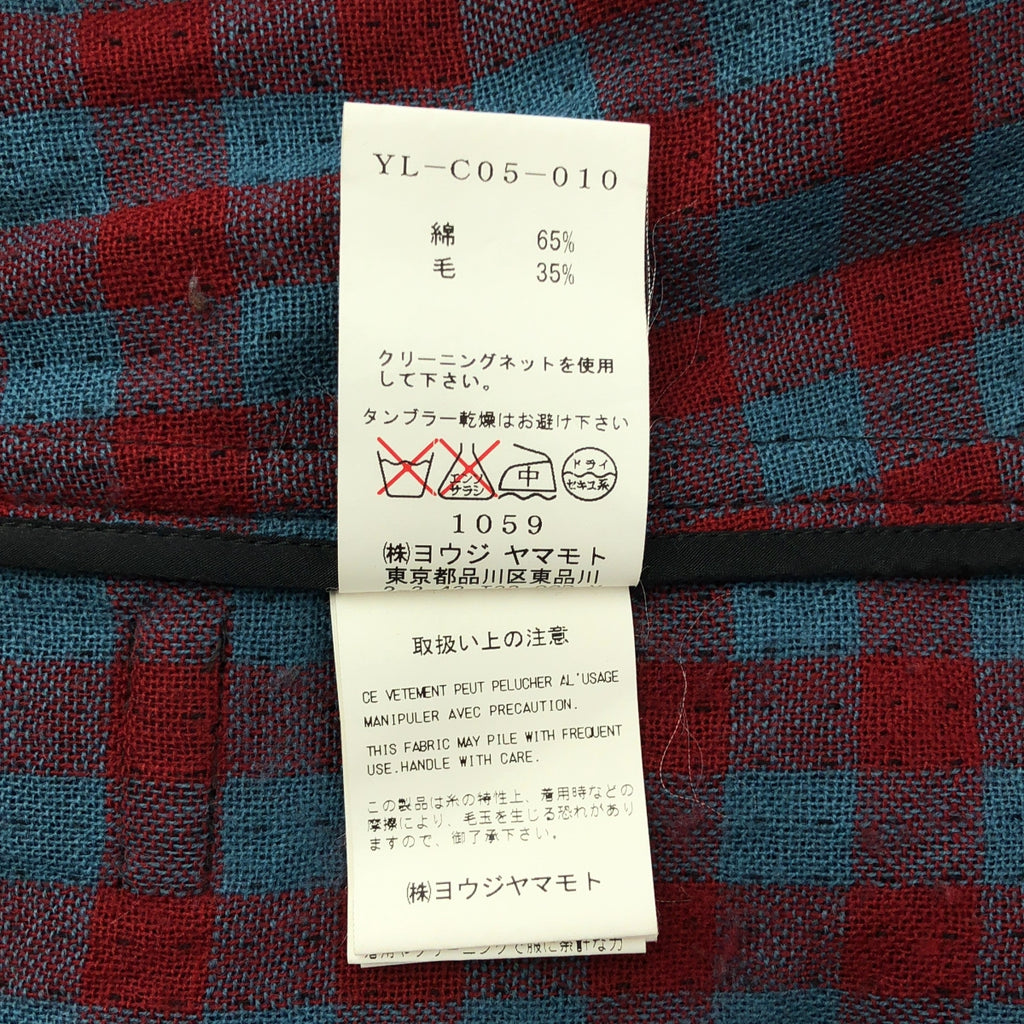 YL-C05-010
綿 65%
毛 35%
クリーニングネットを使用
して下さい。
タンブラー乾燥はお避け下さい
エンソ
サラシ
中
ドライ
セキユ系
1059
㈱ヨウジ ヤマモト
東京都品川区東品川
取扱い上の注意
CE VETEMENT PEUT PELUCHER AL'USAGE
MANIPULER AVEC PRECAUTION.
THIS FABRIC MAY PILE WITH FREQUENT
USE.HANDLE WITH CARE.
この製品は糸の特性上、着用時などの
摩擦により、毛玉を生じる恐れがあり
ますので、御了承下さい。
㈱ヨウジヤマモト